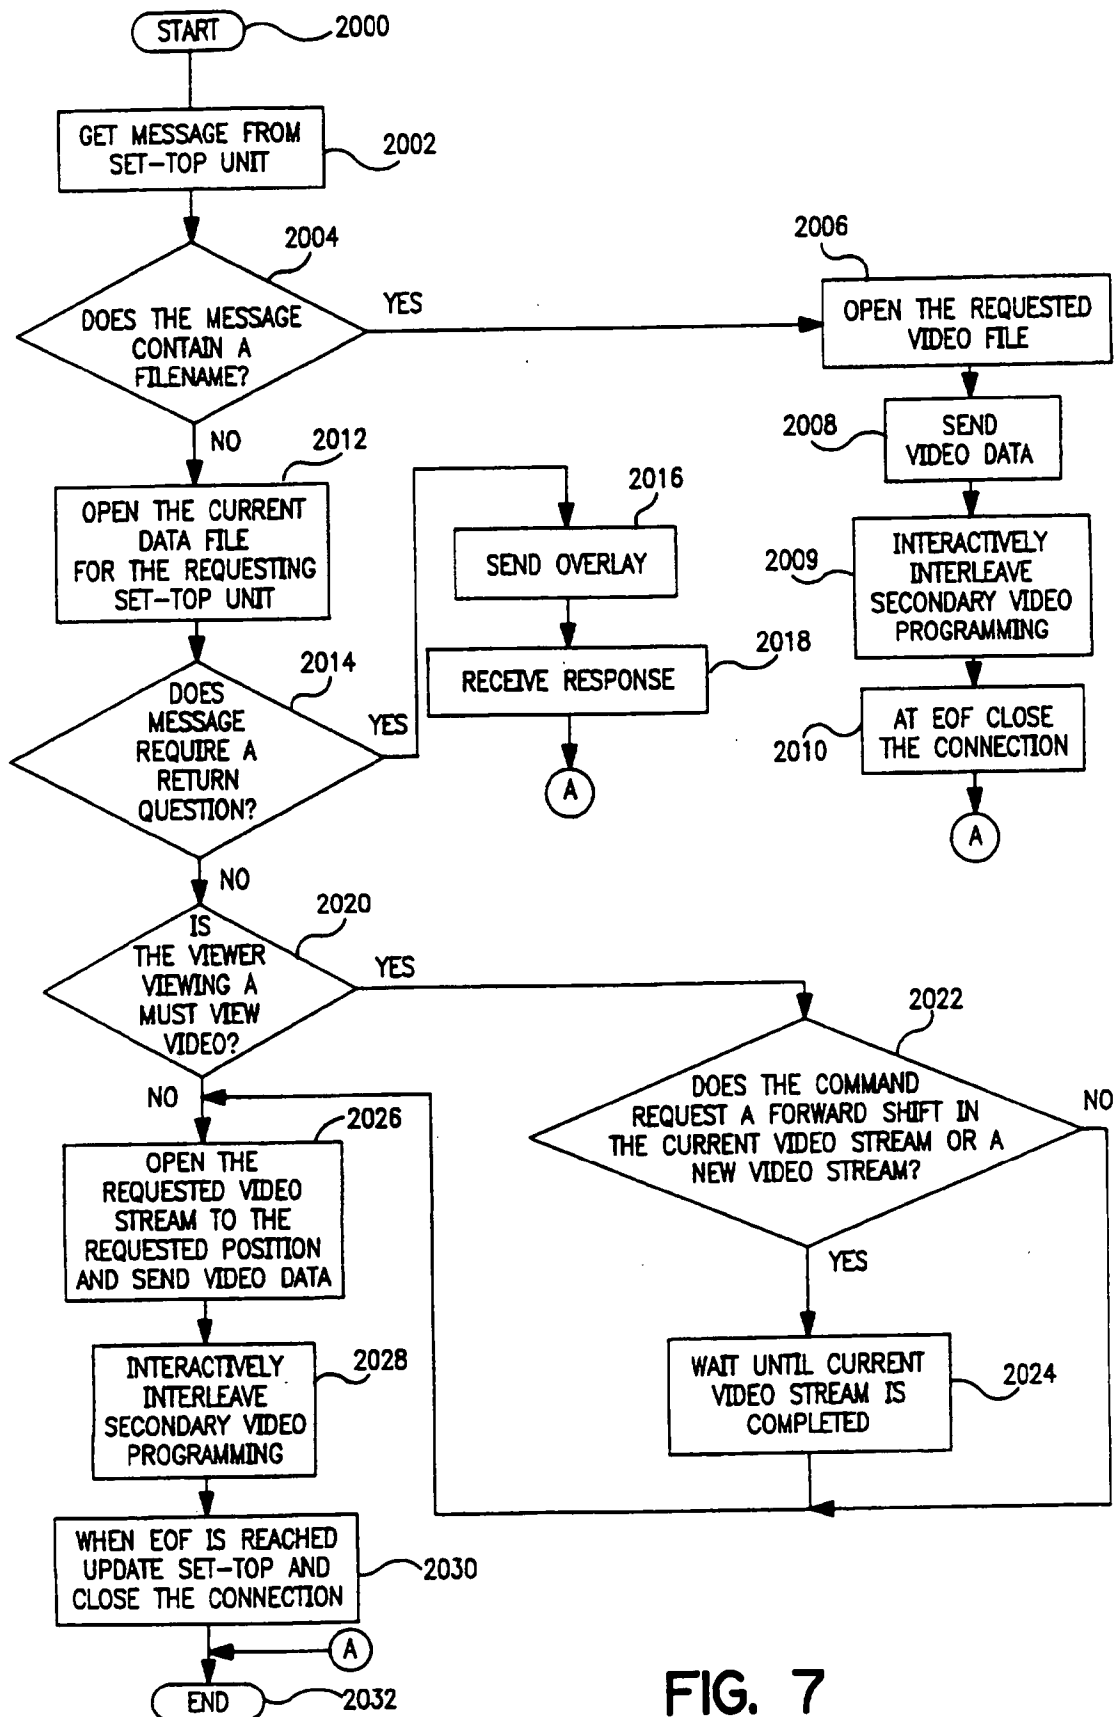 START
2000
GET MESSAGE FROM
SET-TOP UNIT
2002
2004
DOES THE MESSAGE
CONTAIN A
FILENAME?
YES
NO
2006
OPEN THE REQUESTED
VIDEO FILE
2008
SEND
VIDEO DATA
2009
INTERACTIVELY
INTERLEAVE
SECONDARY VIDEO
PROGRAMMING
2010
AT EOF CLOSE
THE CONNECTION
A
2012
OPEN THE CURRENT
DATA FILE
FOR THE REQUESTING
SET-TOP UNIT
2014
DOES
MESSAGE
REQUIRE A
RETURN
QUESTION?
YES
NO
2016
SEND OVERLAY
2018
RECEIVE RESPONSE
A
2020
IS
THE VIEWER
VIEWING A
MUST VIEW
VIDEO?
YES
NO
2022
DOES THE COMMAND
REQUEST A FORWARD SHIFT IN
THE CURRENT VIDEO STREAM OR A
NEW VIDEO STREAM?
NO
YES
WAIT UNTIL CURRENT
VIDEO STREAM IS
COMPLETED
2024
2026
OPEN THE
REQUESTED VIDEO
STREAM TO THE
REQUESTED POSITION
AND SEND VIDEO DATA
INTERACTIVELY
INTERLEAVE
SECONDARY VIDEO
PROGRAMMING
2028
WHEN EOF IS REACHED
UPDATE SET-TOP AND
CLOSE THE CONNECTION
2030
A
END
2032
FIG. 7